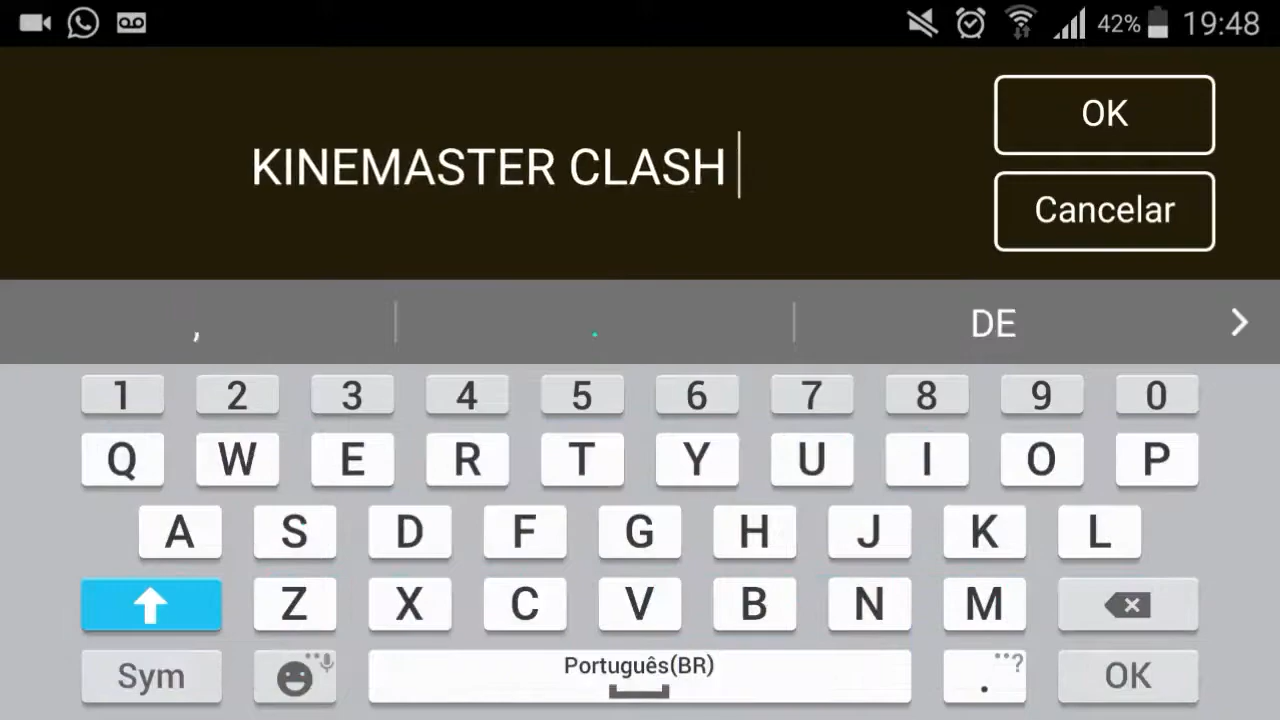 42% 19:48
OK
KINEMASTER CLASH
Cancelar
, . DE
1 2 3 4 5 6 7 8 9 0
Q W E R T Y U I O P
A S D F G H J K L
Z X C V B N M
Sym Português(BR) . ? OK